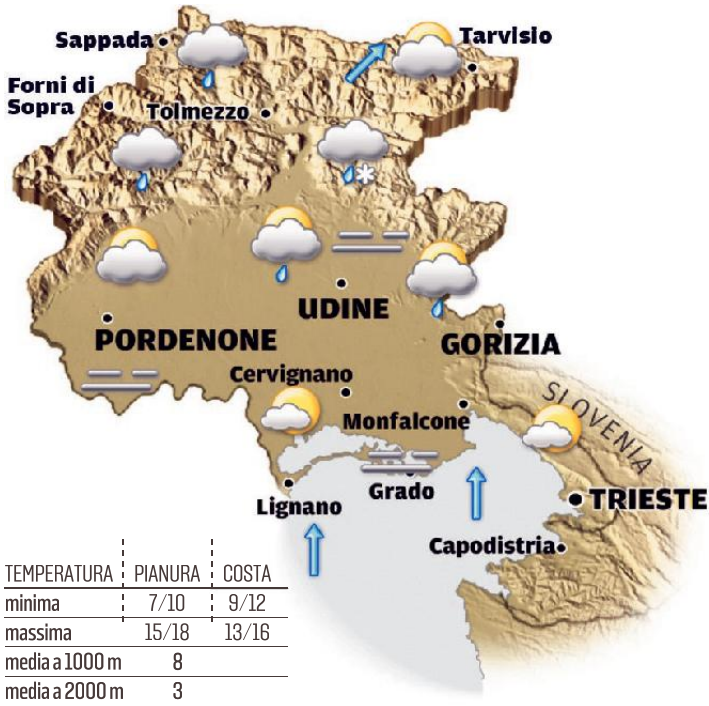 Sappada
Tarvisio
Forni di
Sopra
Tolmezzo
UDINE
PORDENONE
GORIZIA
Cervignano
SLOVENIA
Monfalcone
Grado
Lignano
TRIESTE
Capodistria
TEMPERATURA PIANURA COSTA
minima 7/10 9/12
massima 15/18 13/16
media a 1000 m 8
media a 2000 m 3